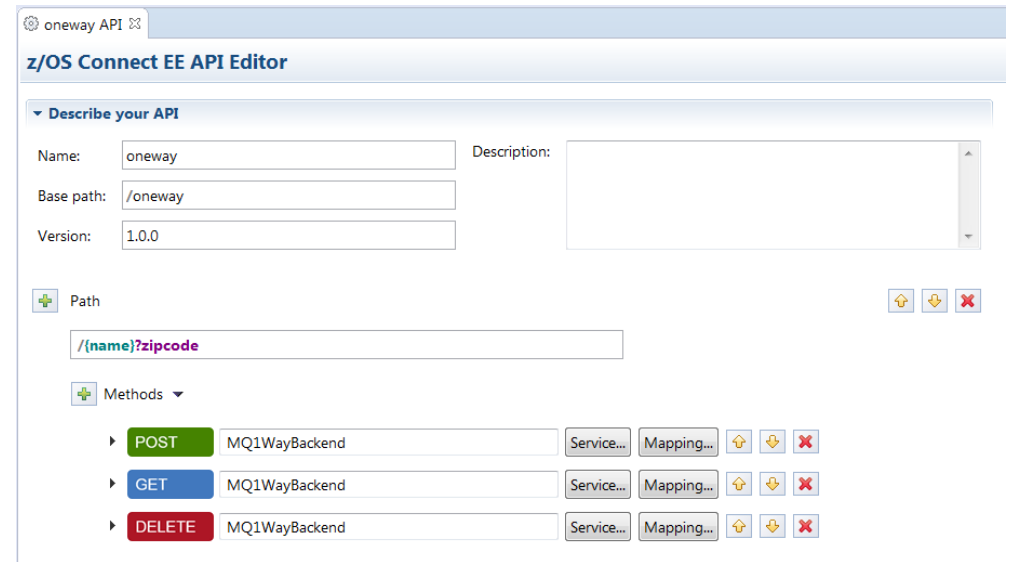 oneway API
z/OS Connect EE API Editor
Describe your API
Name: oneway Description:
Base path: /oneway
Version: 1.0.0
Path
/{name}?zipcode
Methods
POST MQ1WayBackend Service... Mapping...
GET MQ1WayBackend Service... Mapping...
DELETE MQ1WayBackend Service... Mapping...